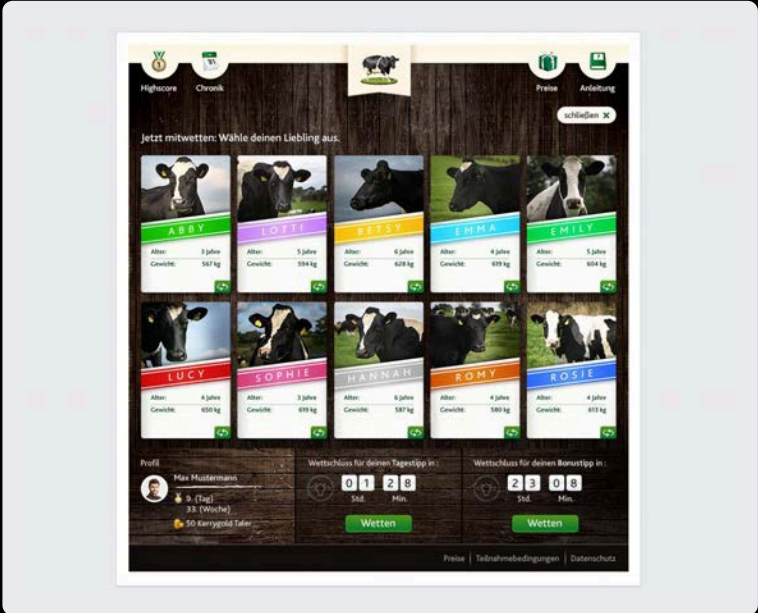 Highscore
Chronik
Preise
Anleitung
schließen X
Jetzt mitwetten: Wähle deinen Liebling aus.
ABBY
Alter: 3 Jahre
Gewicht: 567 kg
LOTTI
Alter: 5 Jahre
Gewicht: 594 kg
BETSY
Alter: 6 Jahre
Gewicht: 628 kg
EMMA
Alter: 4 Jahre
Gewicht: 619 kg
EMILY
Alter: 5 Jahre
Gewicht: 604 kg
LUCY
Alter: 4 Jahre
Gewicht: 650 kg
SOPHIE
Alter: 3 Jahre
Gewicht: 619 kg
HANNAH
Alter: 6 Jahre
Gewicht: 587 kg
ROMY
Alter: 4 Jahre
Gewicht: 580 kg
ROSIE
Alter: 4 Jahre
Gewicht: 613 kg
Profil
Max Mustermann
9. (Tag)
33. (Woche)
50 Kerrygold Taler
Wettschluss für deinen Tagestipp in :
01 28
Std. Min.
Wetten
Wettschluss für deinen Bonustipp in :
23 08
Std. Min.
Wetten
Preise | Teilnahmebedingungen | Datenschutz